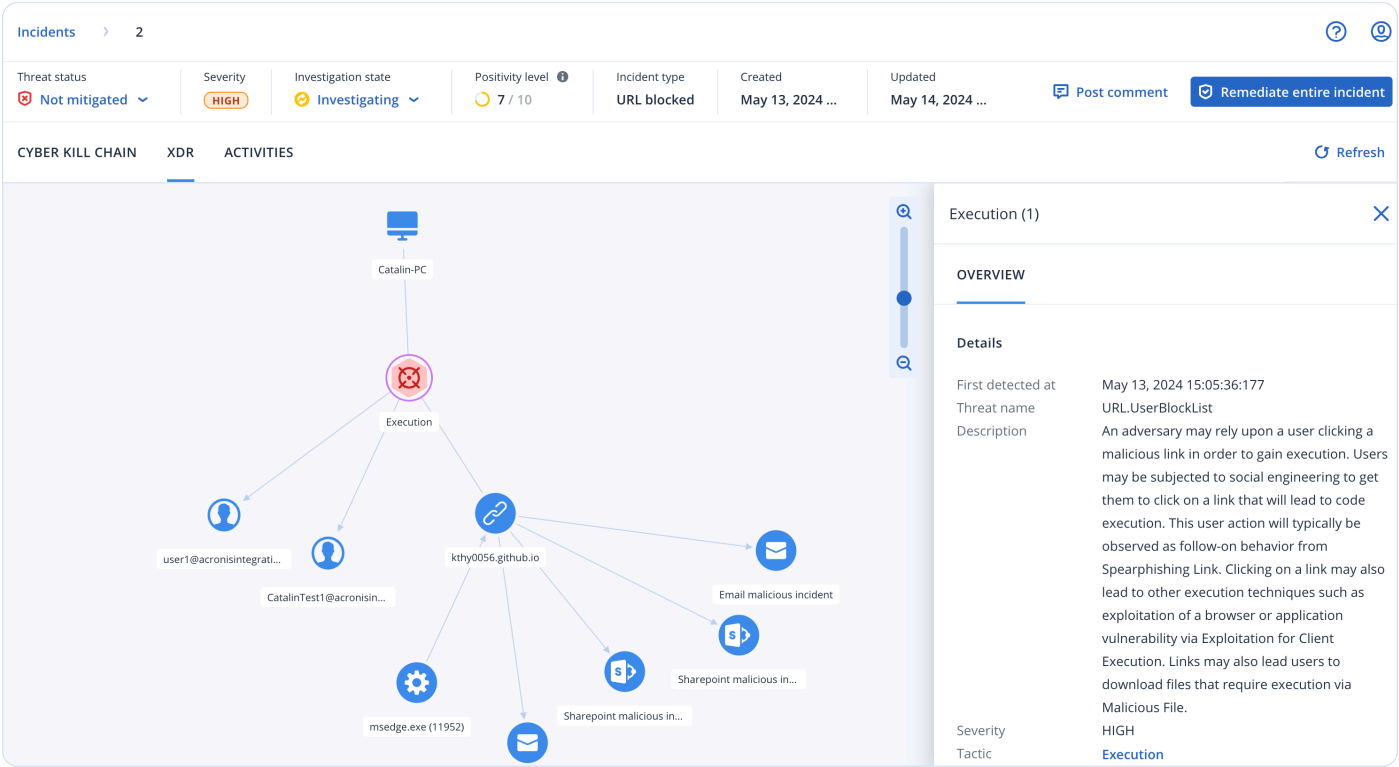 Incidents 2
Threat status
Not mitigated
Severity
HIGH
Investigation state
Investigating
Positivity level
7 / 10
Incident type
URL blocked
Created
May 13, 2024 ...
Updated
May 14, 2024 ...
Post comment
Remediate entire incident
CYBER KILL CHAIN
XDR
ACTIVITIES
Refresh
Catalin-PC
Execution
user1@acronisintegrati...
CatalinTest1@acronisin...
kthy0056.github.io
Email malicious incident
S
Sharepoint malicious in...
S
Sharepoint malicious in...
msedge.exe (11952)
Execution (1)
OVERVIEW
Details
First detected at May 13, 2024 15:05:36:177
Threat name URL.UserBlockList
Description An adversary may rely upon a user clicking a
malicious link in order to gain execution. Users
may be subjected to social engineering to get
them to click on a link that will lead to code
execution. This user action will typically be
observed as follow-on behavior from
Spearphishing Link. Clicking on a link may also
lead to other execution techniques such as
exploitation of a browser or application
vulnerability via Exploitation for Client
Execution. Links may also lead users to
download files that require execution via
Malicious File.
Severity HIGH
Tactic Execution